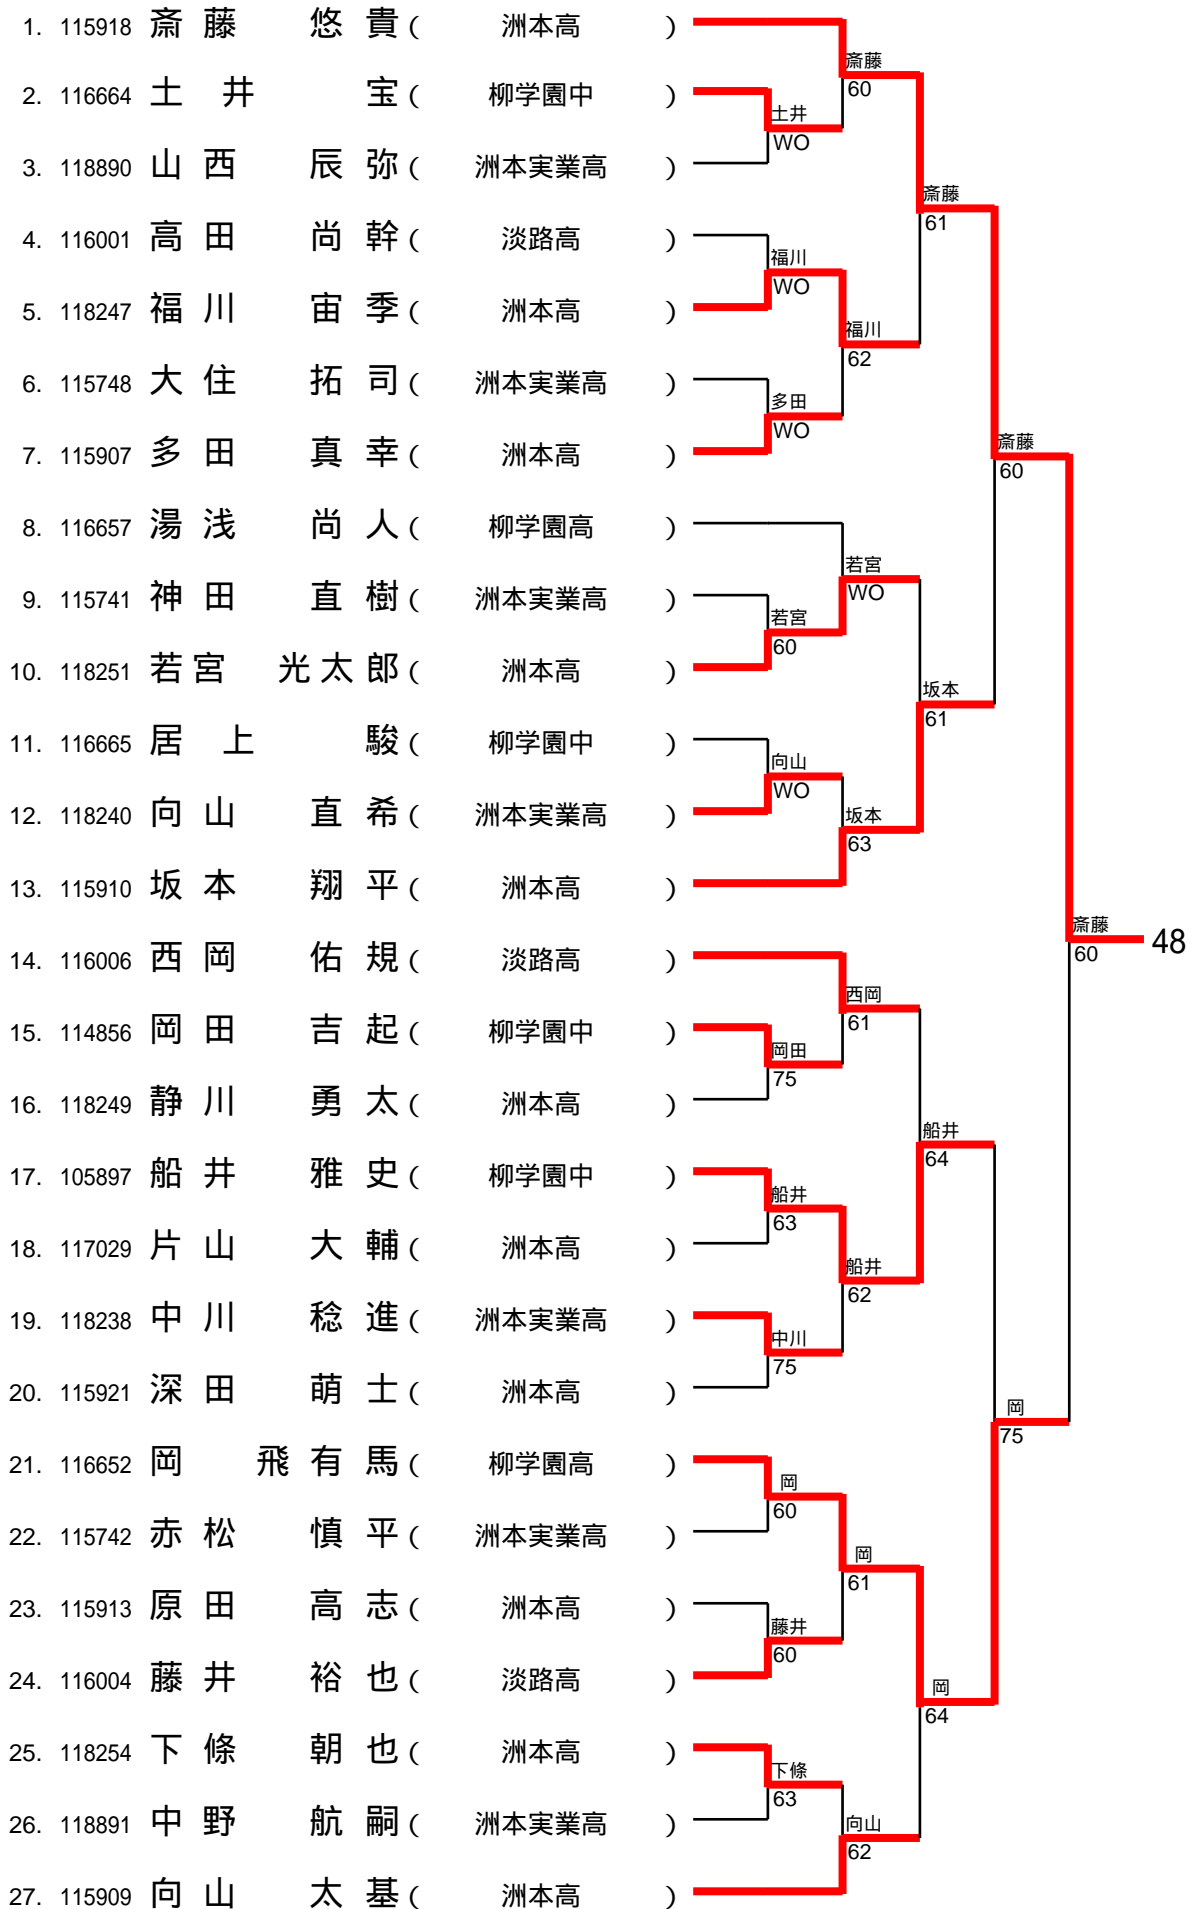 1. 115918 斎藤 悠貴 ( 洲本高 )
斎藤
60
2. 116664 土井 宝 ( 柳学園中 )
土井
WO
3. 118890 山西 辰弥 ( 洲本実業高 )
斎藤
61
4. 116001 高田 尚幹 ( 淡路高 )
福川
WO
5. 118247 福川 宙季 ( 洲本高 )
福川
62
6. 115748 大住 拓司 ( 洲本実業高 )
多田
WO
7. 115907 多田 真幸 ( 洲本高 )
斎藤
60
8. 116657 湯浅 尚人 ( 柳学園高 )
若宮
WO
9. 115741 神田 直樹 ( 洲本実業高 )
若宮
60
10. 118251 若宮 光太郎 ( 洲本高 )
坂本
61
11. 116665 居上 駿 ( 柳学園中 )
向山
WO
12. 118240 向山 直希 ( 洲本実業高 )
坂本
63
13. 115910 坂本 翔平 ( 洲本高 )
斎藤
60
48
14. 116006 西岡 佑規 ( 淡路高 )
西岡
61
15. 114856 岡田 吉起 ( 柳学園中 )
岡田
75
16. 118249 静川 勇太 ( 洲本高 )
船井
64
17. 105897 船井 雅史 ( 柳学園中 )
船井
63
18. 117029 片山 大輔 ( 洲本高 )
船井
62
19. 118238 中川 稔進 ( 洲本実業高 )
中川
75
20. 115921 深田 萌士 ( 洲本高 )
岡
75
21. 116652 岡 飛有馬 ( 柳学園高 )
岡
60
22. 115742 赤松 慎平 ( 洲本実業高 )
岡
61
23. 115913 原田 高志 ( 洲本高 )
藤井
60
24. 116004 藤井 裕也 ( 淡路高 )
岡
64
25. 118254 下條 朝也 ( 洲本高 )
下條
63
26. 118891 中野 航嗣 ( 洲本実業高 )
向山
62
27. 115909 向山 太基 ( 洲本高 )